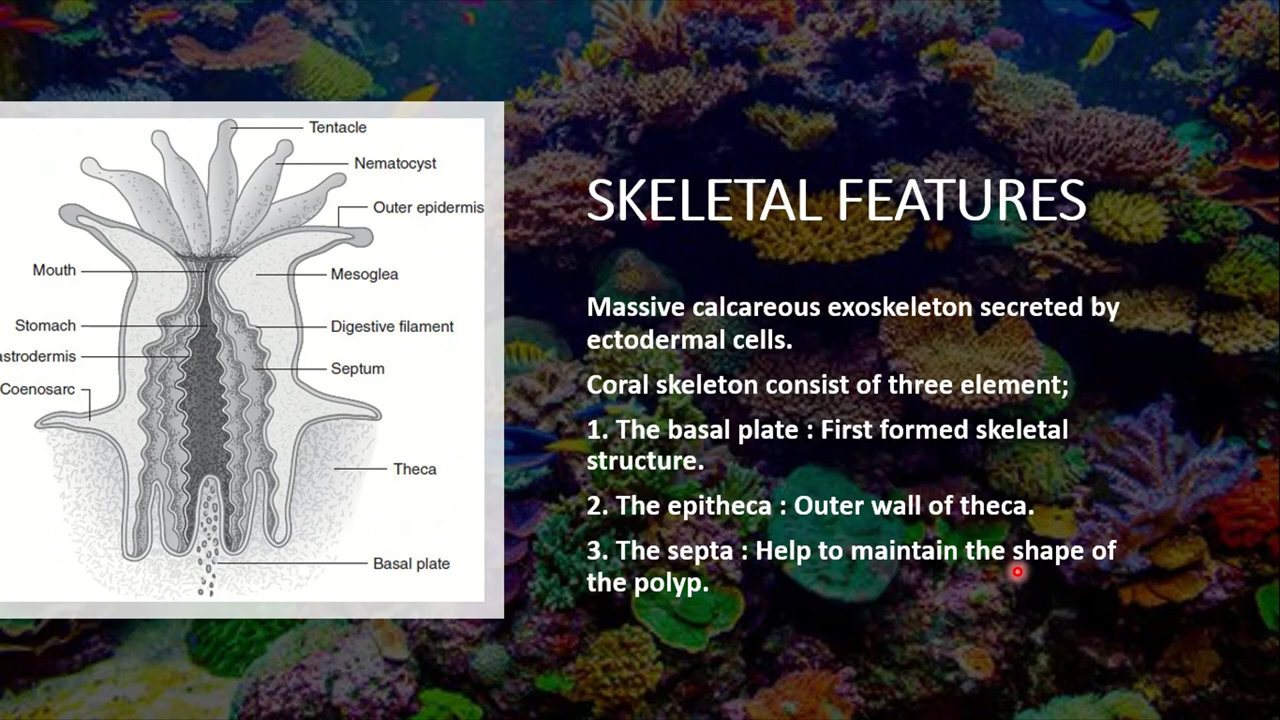 Tentacle
Nematocyst
Outer epidermis
Mouth
Mesoglea
Stomach
Digestive filament
astrodermis
Septum
Coenosarc
Theca
Basal plate
SKELETAL FEATURES
Massive calcareous exoskeleton secreted by
ectodermal cells.
Coral skeleton consist of three element;
1. The basal plate : First formed skeletal
structure.
2. The epitheca : Outer wall of theca.
3. The septa : Help to maintain the shape of
the polyp.